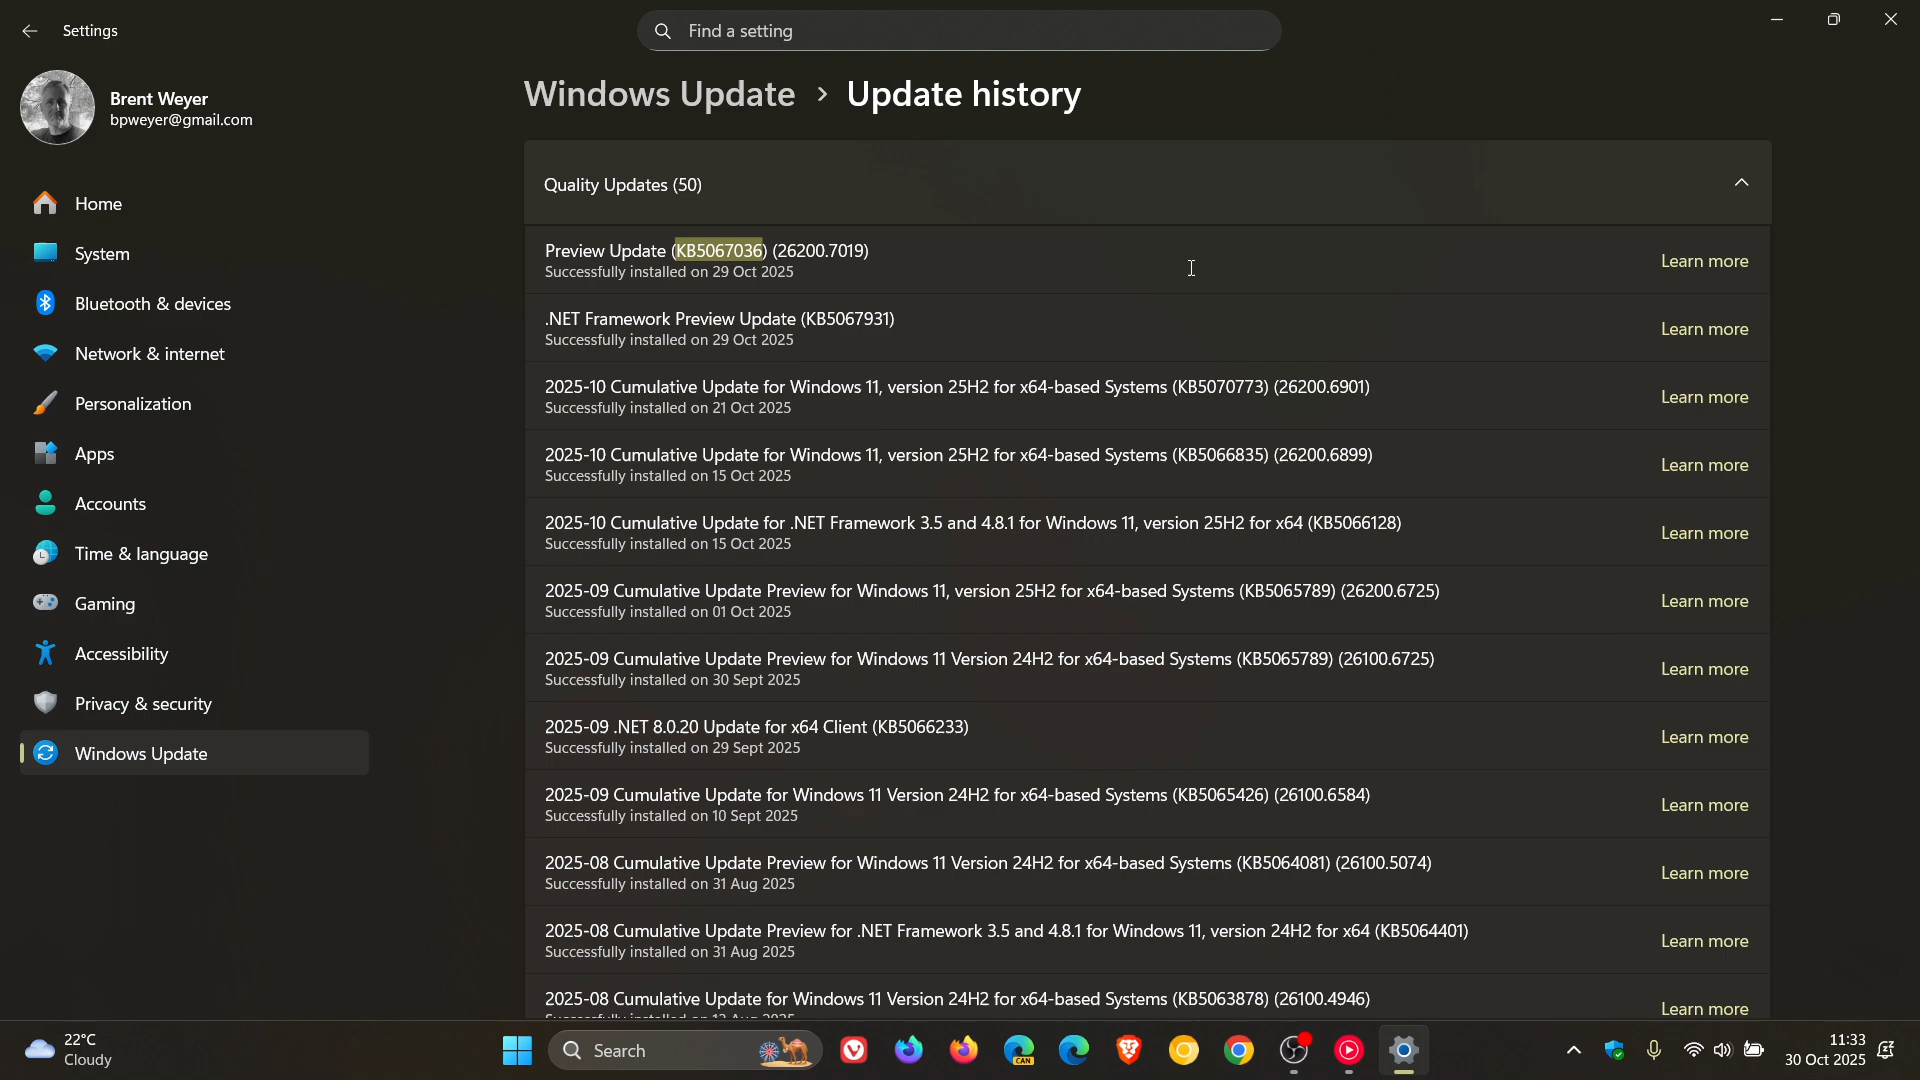 Settings
Find a setting
Brent Weyer
bpweyer@gmail.com
Home
System
Bluetooth & devices
Network & internet
Personalization
Apps
Accounts
Time & language
Gaming
Accessibility
Privacy & security
Windows Update
Windows Update > Update history
Quality Updates (50)
Preview Update (KB5067036) (26200.7019)
Successfully installed on 29 Oct 2025
Learn more
.NET Framework Preview Update (KB5067931)
Successfully installed on 29 Oct 2025
Learn more
2025-10 Cumulative Update for Windows 11, version 25H2 for x64-based Systems (KB5070773) (26200.6901)
Successfully installed on 21 Oct 2025
Learn more
2025-10 Cumulative Update for Windows 11, version 25H2 for x64-based Systems (KB5066835) (26200.6899)
Successfully installed on 15 Oct 2025
Learn more
2025-10 Cumulative Update for .NET Framework 3.5 and 4.8.1 for Windows 11, version 25H2 for x64 (KB5066128)
Successfully installed on 15 Oct 2025
Learn more
2025-09 Cumulative Update Preview for Windows 11, version 25H2 for x64-based Systems (KB5065789) (26200.6725)
Successfully installed on 01 Oct 2025
Learn more
2025-09 Cumulative Update Preview for Windows 11 Version 24H2 for x64-based Systems (KB5065789) (26100.6725)
Successfully installed on 30 Sept 2025
Learn more
2025-09 .NET 8.0.20 Update for x64 Client (KB5066233)
Successfully installed on 29 Sept 2025
Learn more
2025-09 Cumulative Update for Windows 11 Version 24H2 for x64-based Systems (KB5065426) (26100.6584)
Successfully installed on 10 Sept 2025
Learn more
2025-08 Cumulative Update Preview for Windows 11 Version 24H2 for x64-based Systems (KB5064081) (26100.5074)
Successfully installed on 31 Aug 2025
Learn more
2025-08 Cumulative Update Preview for .NET Framework 3.5 and 4.8.1 for Windows 11, version 24H2 for x64 (KB5064401)
Successfully installed on 31 Aug 2025
Learn more
2025-08 Cumulative Update for Windows 11 Version 24H2 for x64-based Systems (KB5063878) (26100.4946)
Learn more
22°C
Cloudy
Search
CAN
11:33
30 Oct 2025